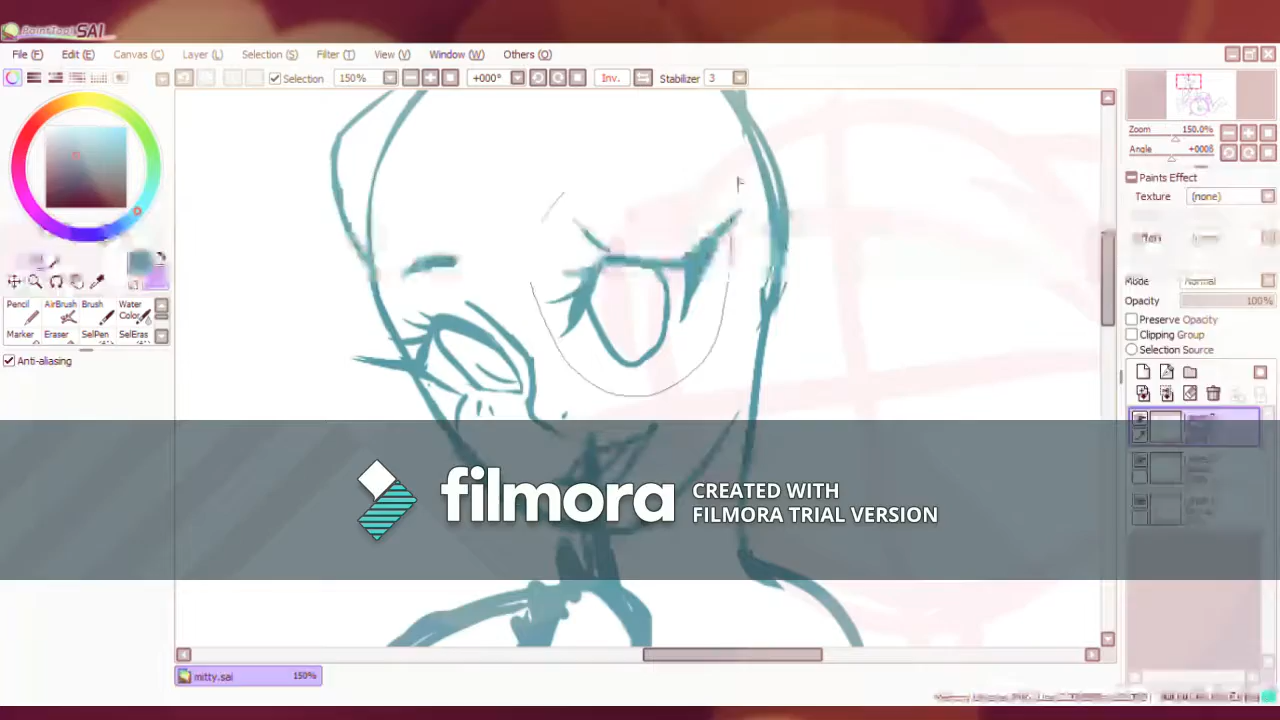 PaintTool SAI
File (F) Edit (E) Canvas (C) Layer (L) Selection (S) Filter (T) View (V) Window (W) Others (O)
Selection 150% +000° Inv. Stabilizer 3
Zoom 150.0%
Angle
Paints Effect
Texture (none)
Mode Normal
Opacity 100%
Preserve Opacity
Clipping Group
Selection Source
Pencil AirBrush Brush Water Color
Marker Eraser SelPen SelEras
Anti-aliasing
filmora
CREATED WITH
FILMORA TRIAL VERSION
mitty.sai 150%